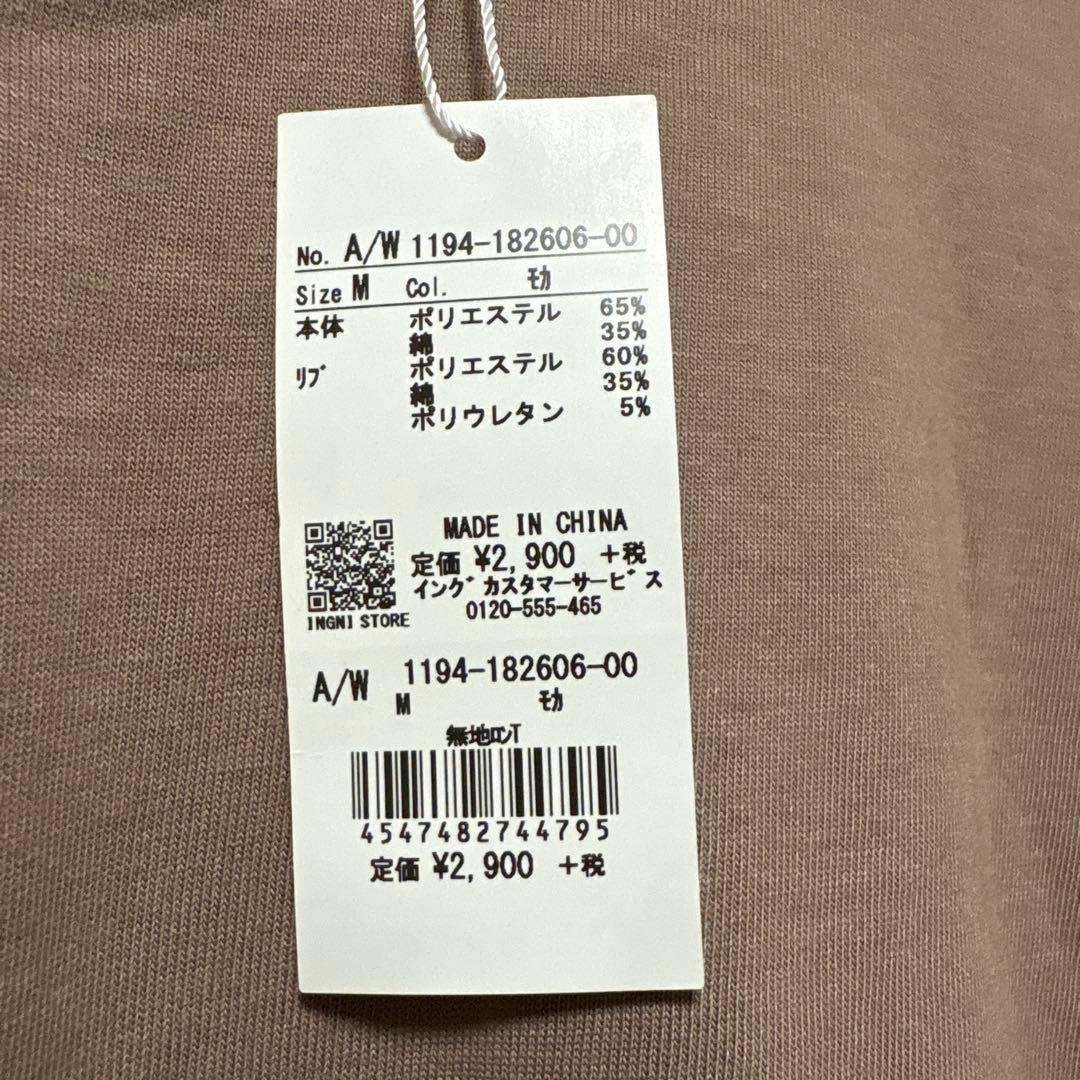 No. A/W 1194-182606-00
Size M Col. モカ
本体 ポリエステル 65%
綿 35%
リブ ポリエステル 60%
綿 35%
ポリウレタン 5%
MADE IN CHINA
定価 ¥2,900 +税
イング カスタマーサービス
0120-555-465
INGNI STORE
A/W 1194-182606-00
M モカ
無地ロンT
4547482744795
定価 ¥2,900 +税